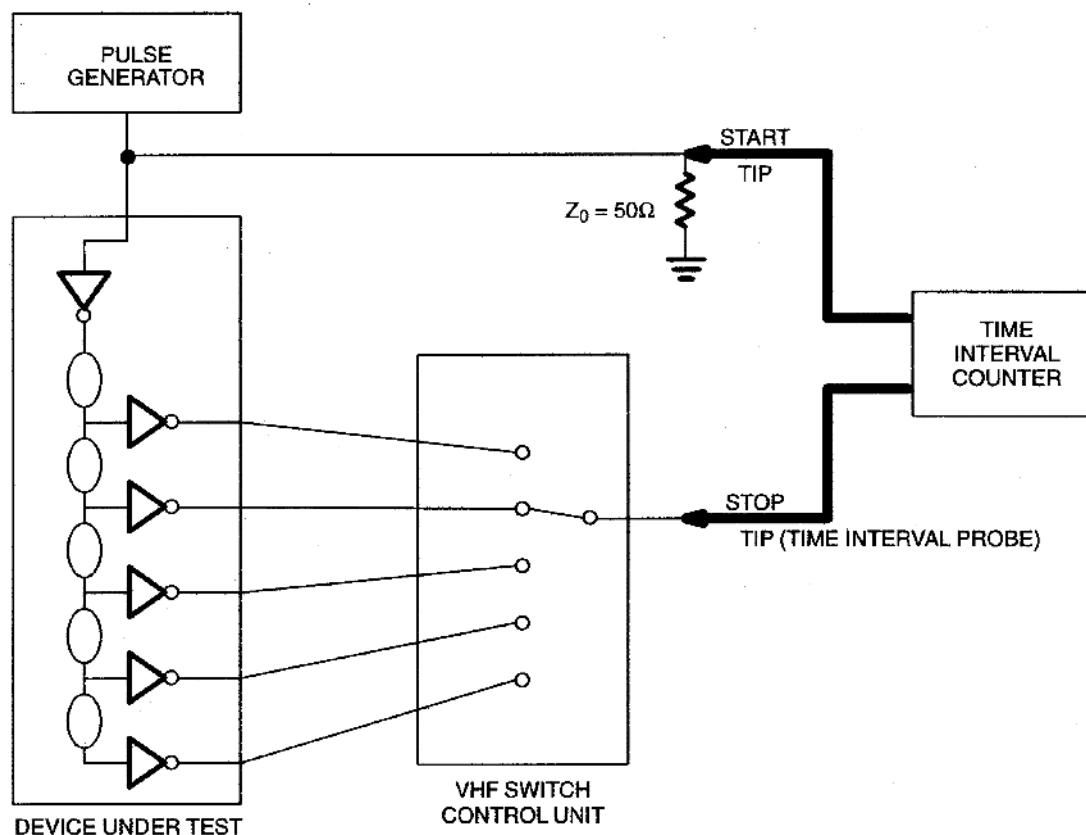 PULSE
GENERATOR
START
TIP
Z₀ = 50Ω
TIME
INTERVAL
COUNTER
STOP
TIP (TIME INTERVAL PROBE)
VHF SWITCH
CONTROL UNIT
DEVICE UNDER TEST